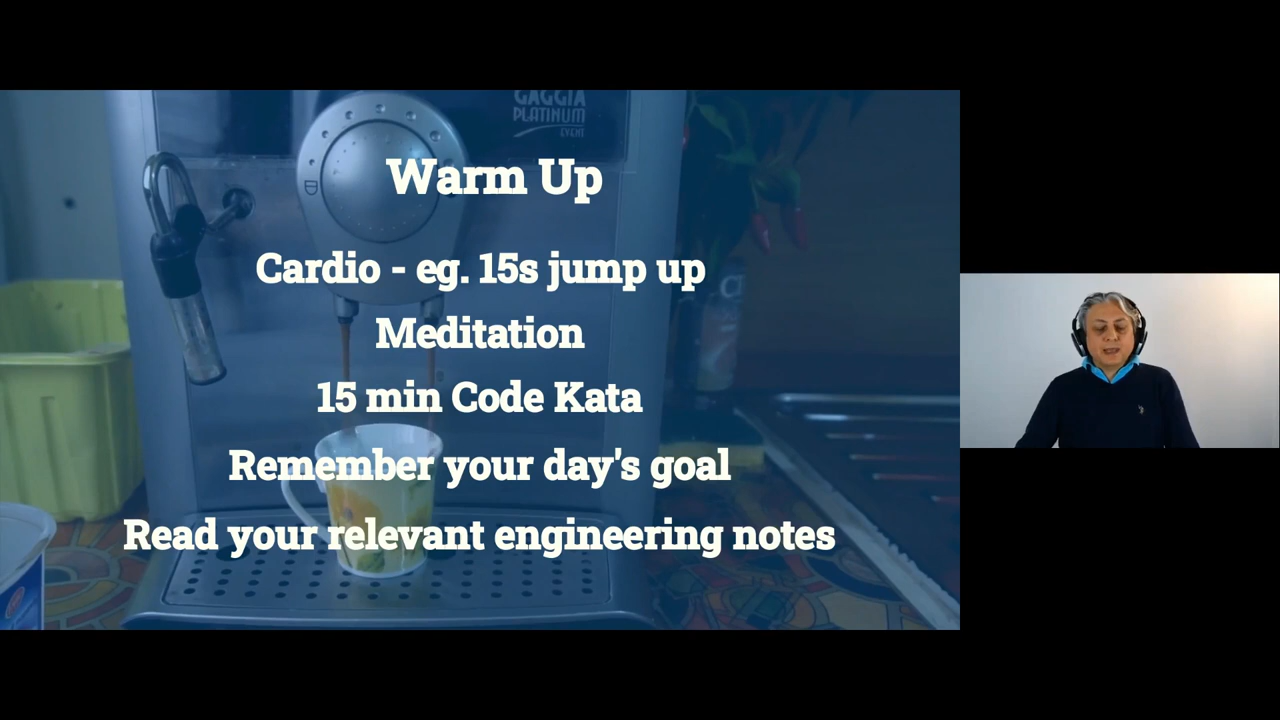 GAGGIA
PLATINUM
EVENT
Warm Up
Cardio - eg. 15s jump up
Meditation
15 min Code Kata
Remember your day's goal
Read your relevant engineering notes